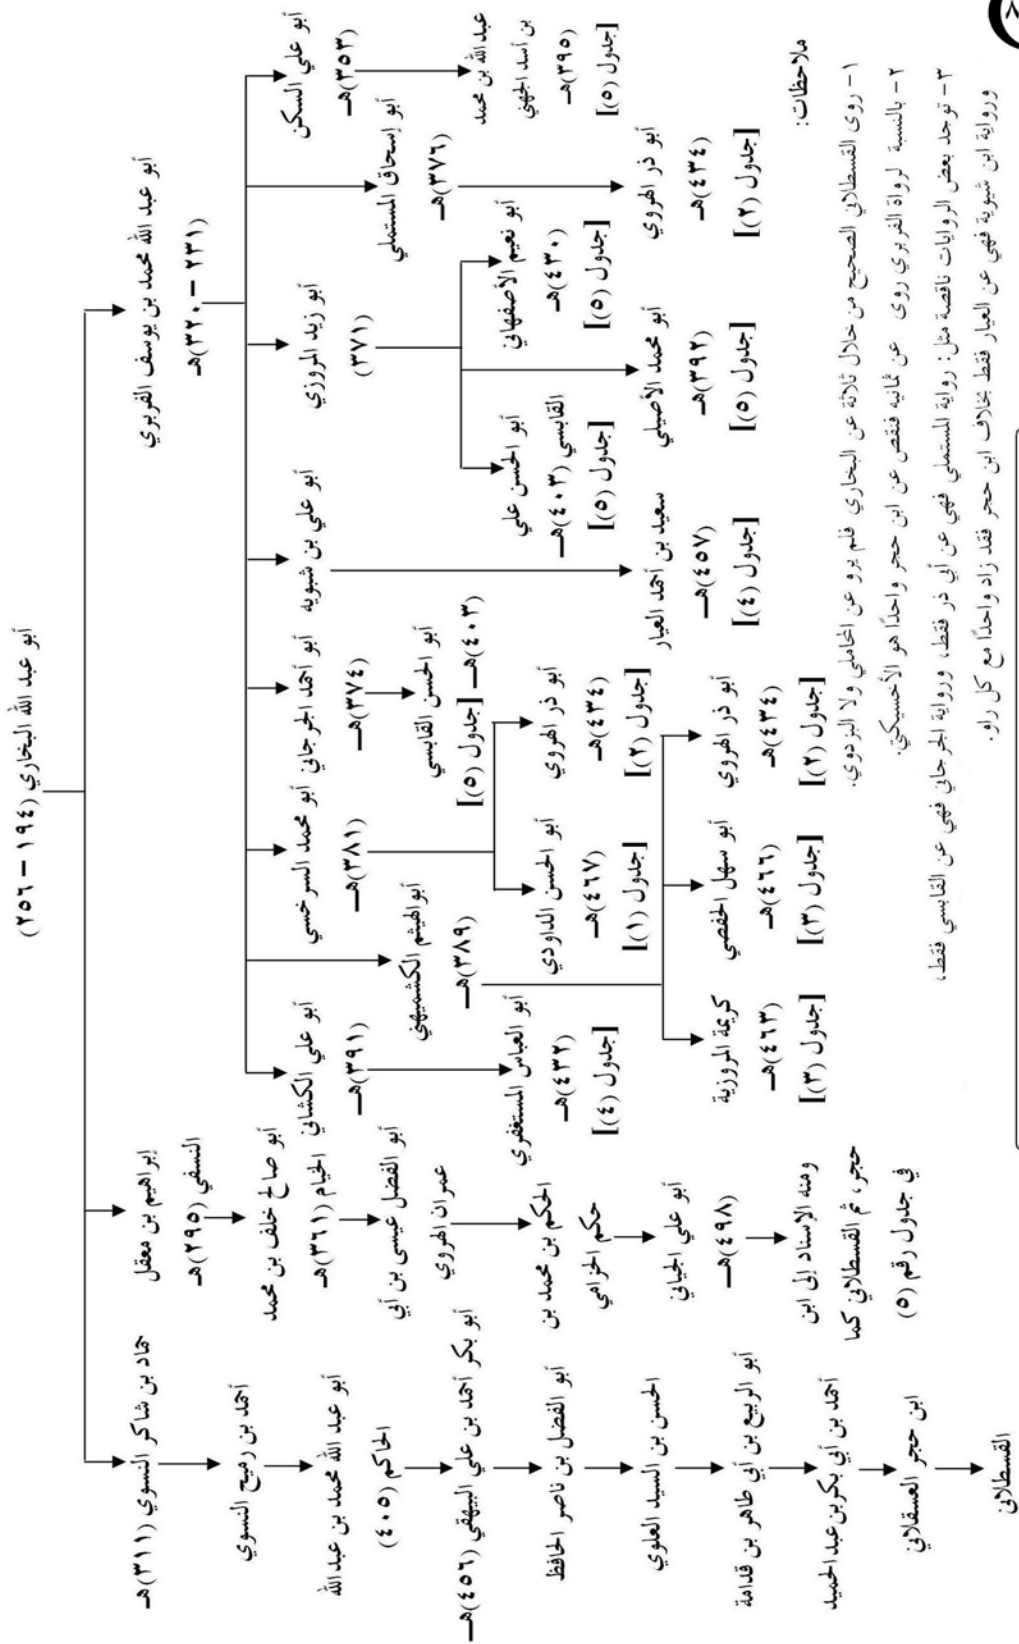 أبو عبد الله البخاري (١٩٤ – ٢٥٦)
أبو عبد الله محمد بن يوسف الفربري
(٢٣١ – ٣٢٠)هـ
أبو علي السكن
(٣٥٣)هـ
عبدالله بن محمد
بن أسد الجهني
(٣٩٥)هـ
[جدول (٥)]
أبو إسحاق المستملي
(٣٧٦)هـ
أبو ذر الهروي
(٤٣٤)هـ
[جدول (٢)]
أبو زيد المروزي
(٣٧١)
أبو نعيم الأصفهاني
(٤٣٠)هـ
[جدول (٥)]
أبو محمد الأصيلي
(٣٩٢)هـ
[جدول (٥)]
أبو الحسن علي
القابسي (٤٠٣)هـ
[جدول (٥)]
أبو علي بن شبويه
سعيد بن أحمد العيار
(٤٥٧)هـ
[جدول (٤)]
أبو أحمد الجرجاني
(٣٧٤)هـ
أبو الحسن القابسي
(٤٠٣)هـ [جدول (٥)]
أبو محمد السرخسي
(٣٨١)هـ
أبو ذر الهروي
(٤٣٤)هـ
[جدول (٢)]
أبو الحسن الداودي
(٤٦٧)هـ
[جدول (١)]
أبو الهيثم الكشميهني
(٣٨٩)هـ
أبو ذر الهروي
(٤٣٤)هـ
[جدول (٢)]
أبو سهل الحفصي
(٤٦٦)هـ
[جدول (٣)]
كريمة المروزية
(٤٦٣)هـ
[جدول (٣)]
أبو علي الكشاني
(٣٩١)هـ
أبو العباس المستغفري
(٤٣٢)هـ
[جدول (٤)]
إبراهيم بن معقل
النسفي (٢٩٥)هـ
أبو صالح خلف بن محمد
الخيام (٣٦١)هـ
أبو الفضل عيسى بن أبي
عمران الهروي
الحكم بن محمد بن
حكم الخزامي
أبو علي الجياني
(٤٩٨)هـ
ومنه الإسناد إلى ابن
حجر، ثم القسطلاني كما
في جدول رقم (٥)
حماد بن شاكر النسوي (٣١١)هـ
أحمد بن رميح النسوي
أبو عبد الله محمد بن عبدالله
الحاكم (٤٠٥)
أبو بكر أحمد بن علي البيهقي (٤٥٦)هـ
أبو الفضل بن ناصر الحافظ
الحسن بن السيد العلوي
أبو الربيع بن أبي طاهر بن قدامة
أحمد بن أبي بكر بن عبد الحميد
ابن حجر العسقلاني
القسطلاني
ملاحظات:
١– روى القسطلاني الصحيح من خلال ثلاثة عن البخاري فلم يرو عن المحاملي ولا البزدوي.
٢– بالنسبة لرواة الفربري روى عن ثمانيه فنقص عن ابن حجر واحدًا هو الأخسيكثي.
٣– توجد بعض الروايات ناقصة مثل: رواية المستملي فهي عن أبي ذر فقط، ورواية الجرجاني فهي عن القابسي فقط،
ورواية ابن شبوية فهي عن العيار فقط بخلاف ابن حجر فقد زاد واحدًا مع كل راو.